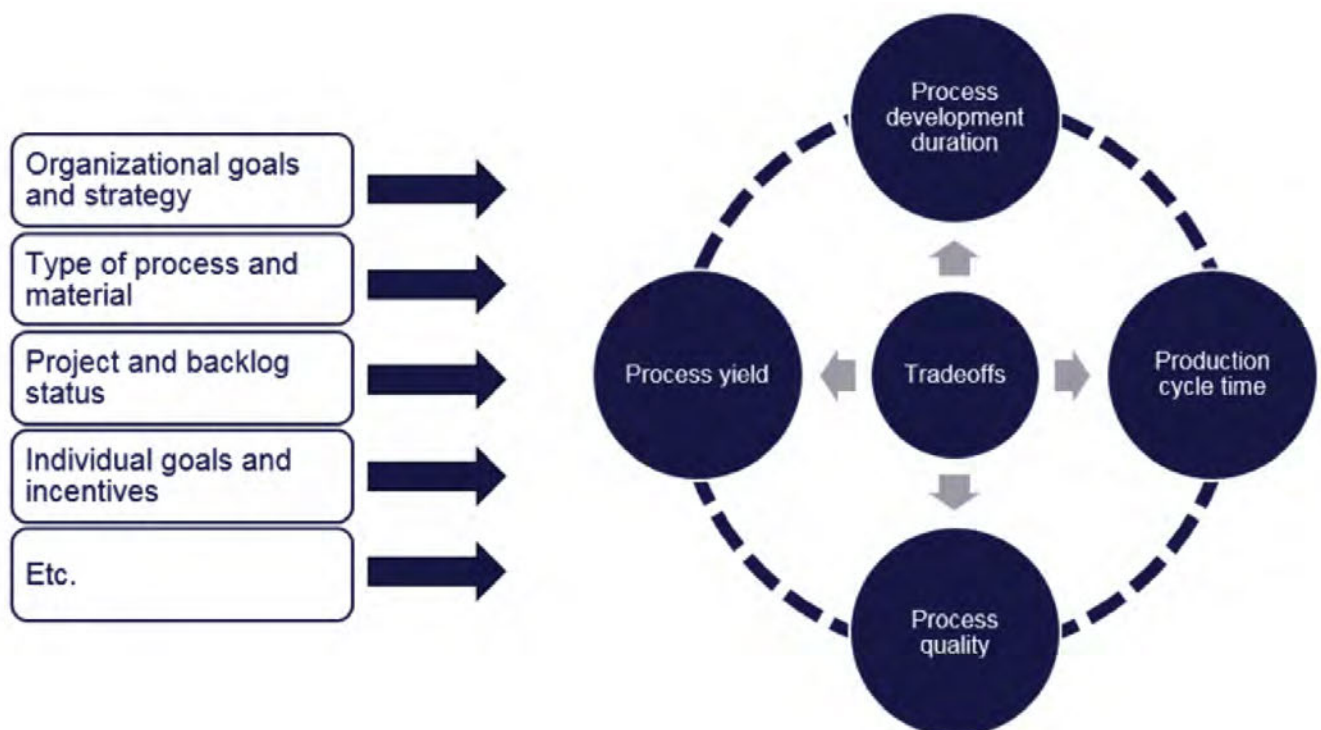 Organizational goals
and strategy
Type of process and
material
Project and backlog
status
Individual goals and
incentives
Etc.
Process
development
duration
Process yield
Tradeoffs
Production
cycle time
Process
quality